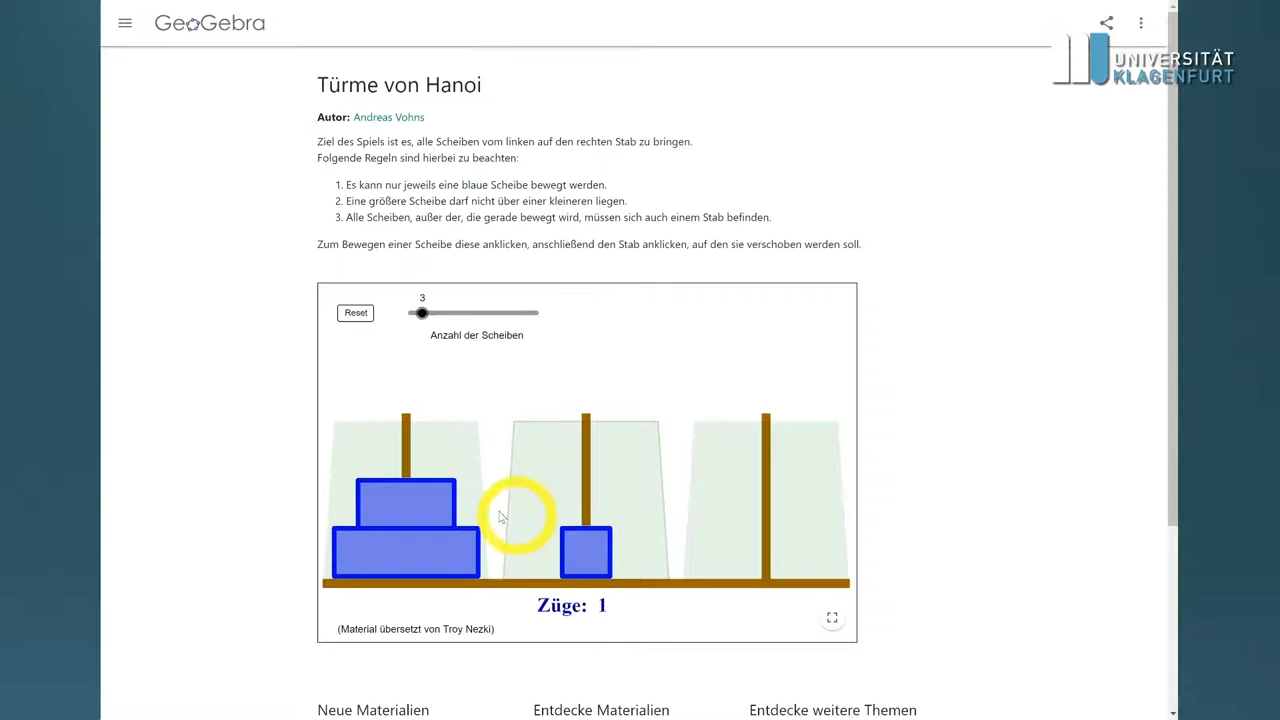 GeoGebra
UNIVERSITÄT
KLAGENFURT
Türme von Hanoi
Autor: Andreas Vohns
Ziel des Spiels ist es, alle Scheiben vom linken auf den rechten Stab zu bringen.
Folgende Regeln sind hierbei zu beachten:
1. Es kann nur jeweils eine blaue Scheibe bewegt werden.
2. Eine größere Scheibe darf nicht über einer kleineren liegen.
3. Alle Scheiben, außer der, die gerade bewegt wird, müssen sich auch einem Stab befinden.
Zum Bewegen einer Scheibe diese anklicken, anschließend den Stab anklicken, auf den sie verschoben werden soll.
3
Reset
Anzahl der Scheiben
Züge: 1
(Material übersetzt von Troy Nezki)
Neue Materialien
Entdecke Materialien
Entdecke weitere Themen